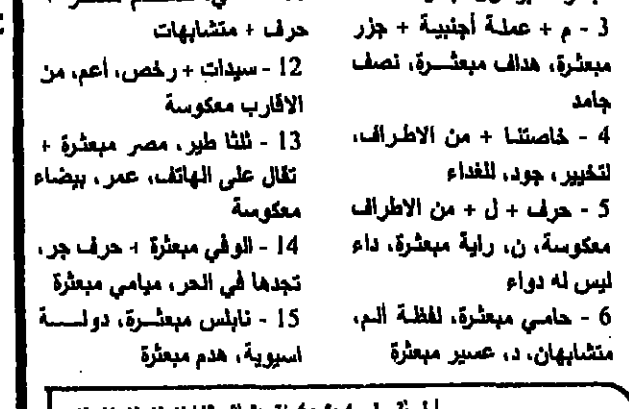 حرف + متشابهات
12 - سيدات + رخص، أعم، من
الاقارب معكوسة
13 - ثلثا طير، مصر مبعثرة +
تقال على الهاتف، عمر، بيضاء
معكوسة
14 - الوفي مبعثرة + حرف جر،
تجدها في الحر، ميامي مبعثرة
15 - نابلس مبعثرة، دولة
اسيوية، هدم مبعثرة
3 - م + عملة أجنبية + جزر
مبعثرة، هداف مبعثرة، نصف
جامد
4 - خاصتنا + من الاطراف،
لتخيير، جود، للغداء
5 - حرف + ل + من الاطراف
معكوسة، ن، راية مبعثرة، داء
ليس له دواء
6 - حامي مبعثرة، لفظة الم،
متشابهان، د، عسير مبعثرة